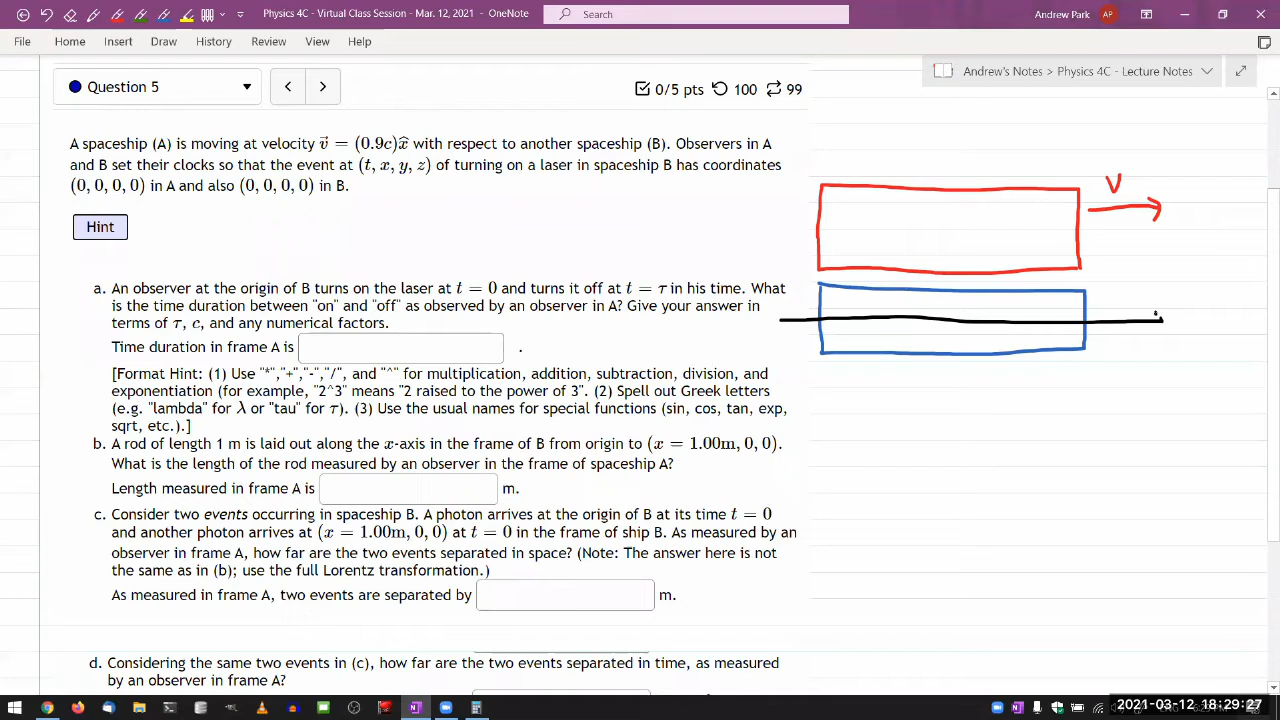 Physics 4C - Virtual Class Session - Mar. 12, 2021 - OneNote
Search
Andrew Park
AP
File Home Insert Draw History Review View Help
Question 5
0/5 pts 100 99
Andrew's Notes > Physics 4C - Lecture Notes
A spaceship (A) is moving at velocity v⃗ = (0.9c)x̂ with respect to another spaceship (B). Observers in A
and B set their clocks so that the event at (t, x, y, z) of turning on a laser in spaceship B has coordinates
(0, 0, 0, 0) in A and also (0, 0, 0, 0) in B.
V
Hint
a. An observer at the origin of B turns on the laser at t = 0 and turns it off at t = τ in his time. What
is the time duration between "on" and "off" as observed by an observer in A? Give your answer in
terms of τ, c, and any numerical factors.
Time duration in frame A is .
[Format Hint: (1) Use "*","+","-","/", and "^" for multiplication, addition, subtraction, division, and
exponentiation (for example, "2^3" means "2 raised to the power of 3". (2) Spell out Greek letters
(e.g. "lambda" for λ or "tau" for τ). (3) Use the usual names for special functions (sin, cos, tan, exp,
sqrt, etc.).]
b. A rod of length 1 m is laid out along the x-axis in the frame of B from origin to (x = 1.00m, 0, 0).
What is the length of the rod measured by an observer in the frame of spaceship A?
Length measured in frame A is m.
c. Consider two events occurring in spaceship B. A photon arrives at the origin of B at its time t = 0
and another photon arrives at (x = 1.00m, 0, 0) at t = 0 in the frame of ship B. As measured by an
observer in frame A, how far are the two events separated in space? (Note: The answer here is not
the same as in (b); use the full Lorentz transformation.)
As measured in frame A, two events are separated by m.
d. Considering the same two events in (c), how far are the two events separated in time, as measured
by an observer in frame A?
2021-03-12 18:29:27